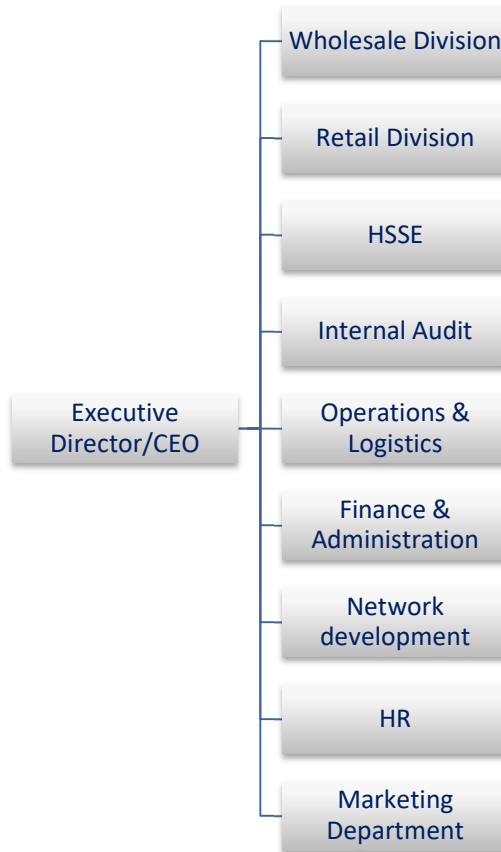 Wholesale Division
Retail Division
HSSE
Internal Audit
Executive
Director/CEO
Operations &
Logistics
Finance &
Administration
Network
development
HR
Marketing
Department